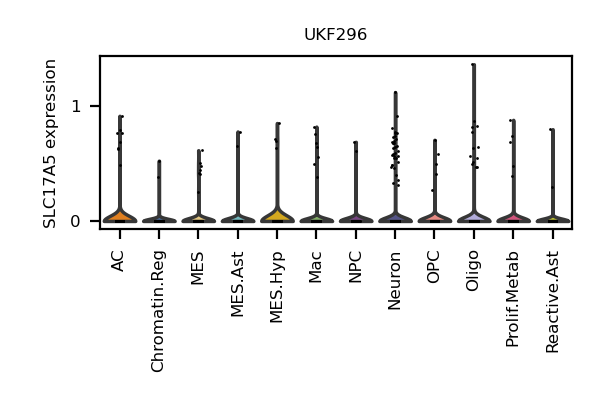 UKF296
SLC17A5 expression
1
0
AC
Chromatin.Reg
MES
MES.Ast
MES.Hyp
Mac
NPC
Neuron
OPC
Oligo
Prolif.Metab
Reactive.Ast